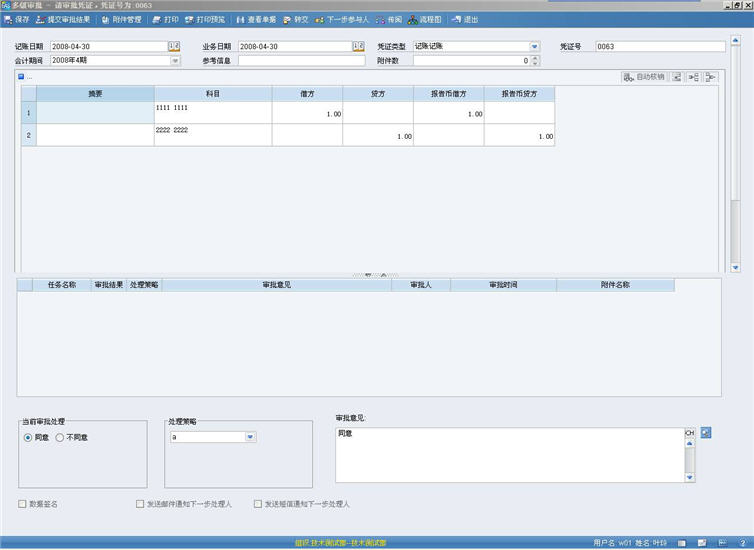 多级审批 - 请审批凭证，凭证号为:0063
保存 提交审批结果 附件管理 打印 打印预览 查看单据 转交 下一步参与人 传阅 流程图 退出
记账日期 2008-04-30 业务日期 2008-04-30 凭证类型 记账记账 凭证号 0063
会计期间 2008年4期 参考信息 附件数 0
...
自动核销
摘要 科目 借方 贷方 报告币借方 报告币贷方
1 1111 1111 1.00 1.00
2 2222 2222 1.00 1.00
任务名称 审批结果 处理策略 审批意见 审批人 审批时间 附件名称
当前审批处理 处理策略 审批意见:
同意 不同意 a 同意
CH
数据签名 发送邮件通知下一步处理人 发送短信通知下一步处理人
组织:技术测试部--技术测试部 用户名: w01 姓名:叶玲